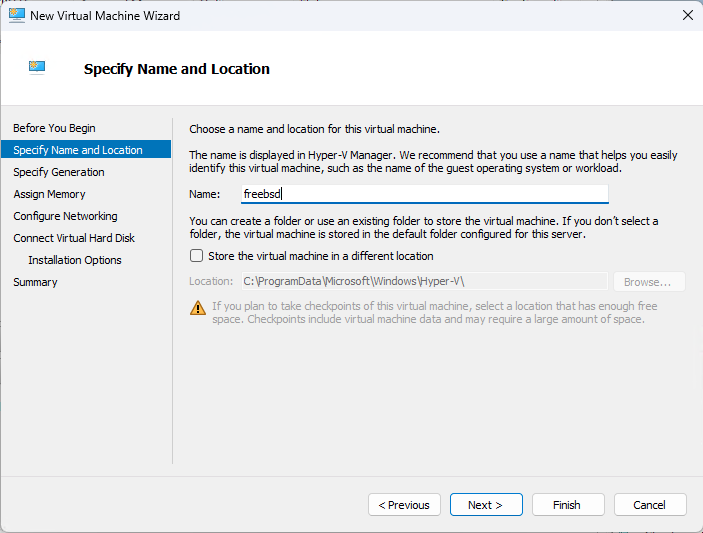 New Virtual Machine Wizard
Specify Name and Location
Before You Begin
Specify Name and Location
Specify Generation
Assign Memory
Configure Networking
Connect Virtual Hard Disk
Installation Options
Summary
Choose a name and location for this virtual machine.
The name is displayed in Hyper-V Manager. We recommend that you use a name that helps you easily
identify this virtual machine, such as the name of the guest operating system or workload.
Name: freebsd
You can create a folder or use an existing folder to store the virtual machine. If you don't select a
folder, the virtual machine is stored in the default folder configured for this server.
Store the virtual machine in a different location
Location: C:\ProgramData\Microsoft\Windows\Hyper-V\ Browse...
If you plan to take checkpoints of this virtual machine, select a location that has enough free
space. Checkpoints include virtual machine data and may require a large amount of space.
< Previous Next > Finish Cancel